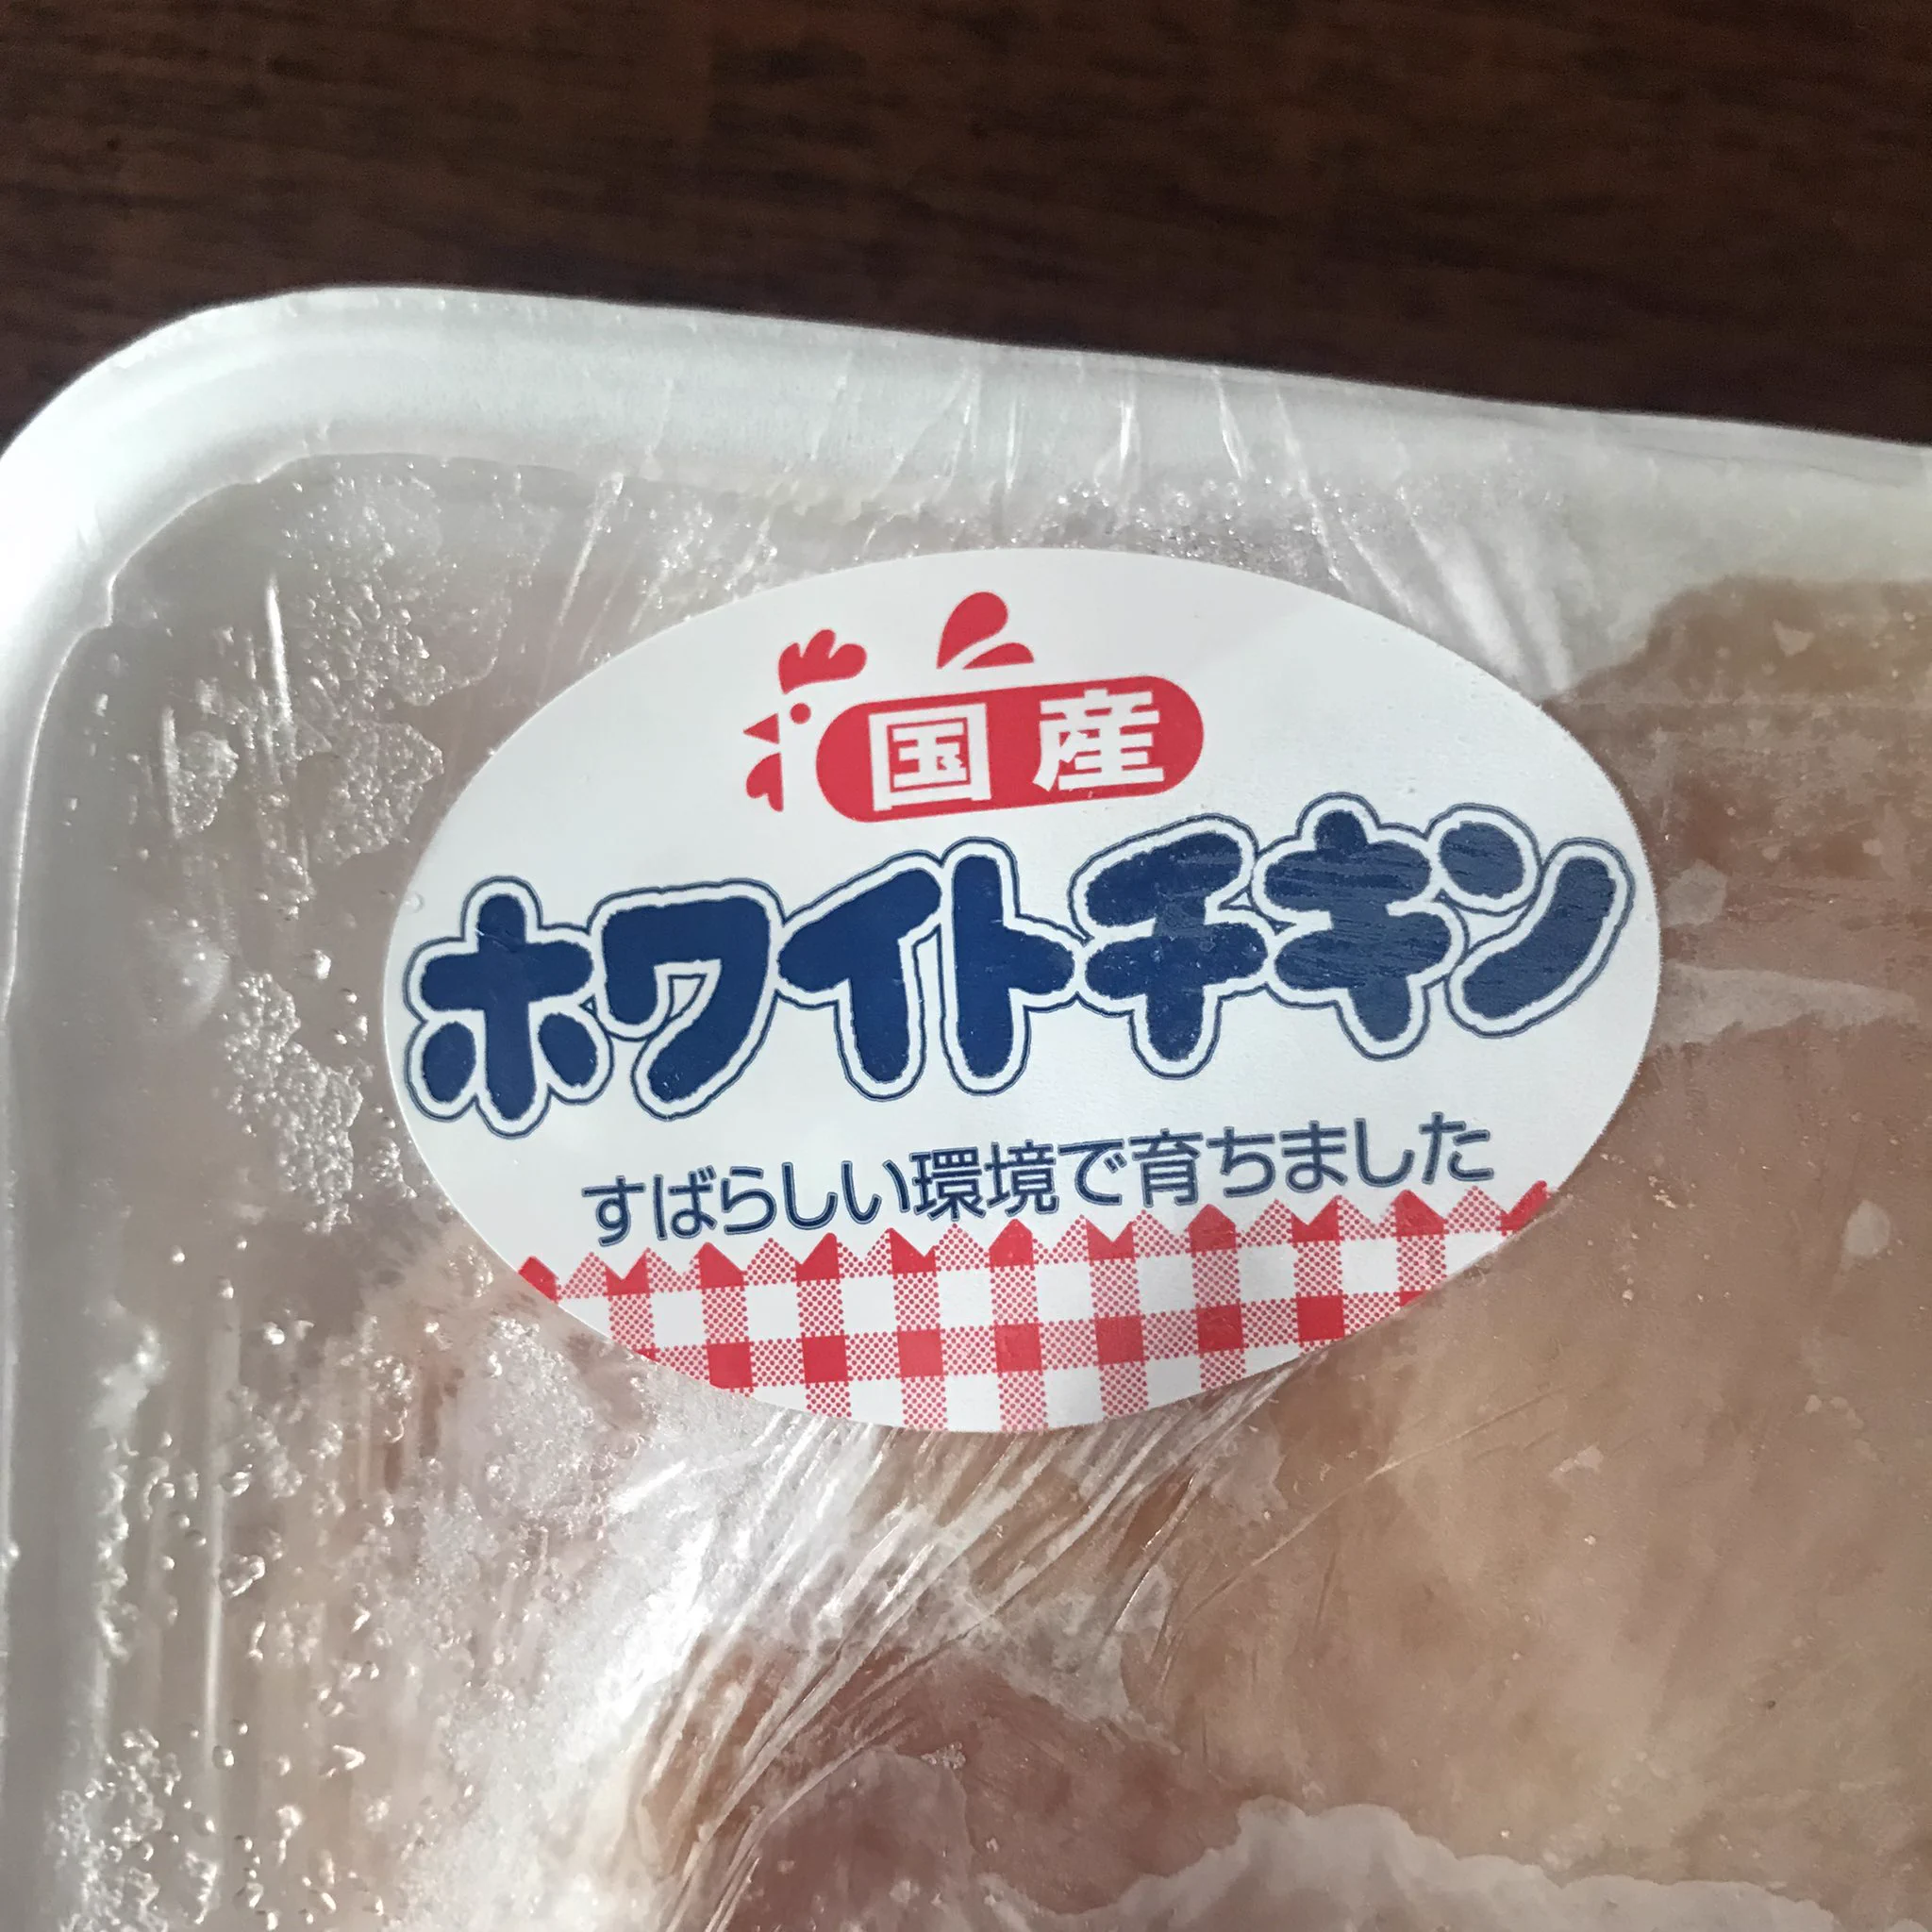 国産
ホワイトチキン
すばらしい環境で育ちました